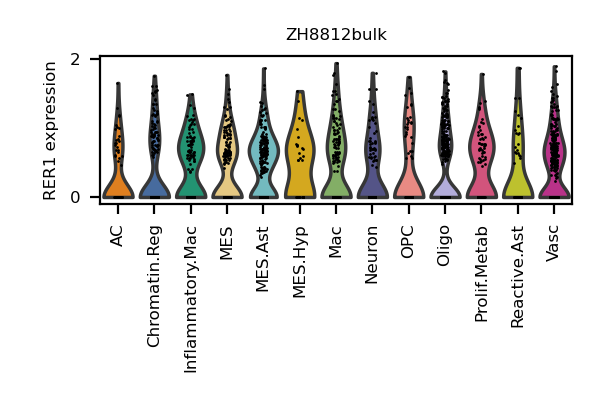 ZH8812bulk
RER1 expression
2
0
AC
Chromatin.Reg
Inflammatory.Mac
MES
MES.Ast
MES.Hyp
Mac
Neuron
OPC
Oligo
Prolif.Metab
Reactive.Ast
Vasc